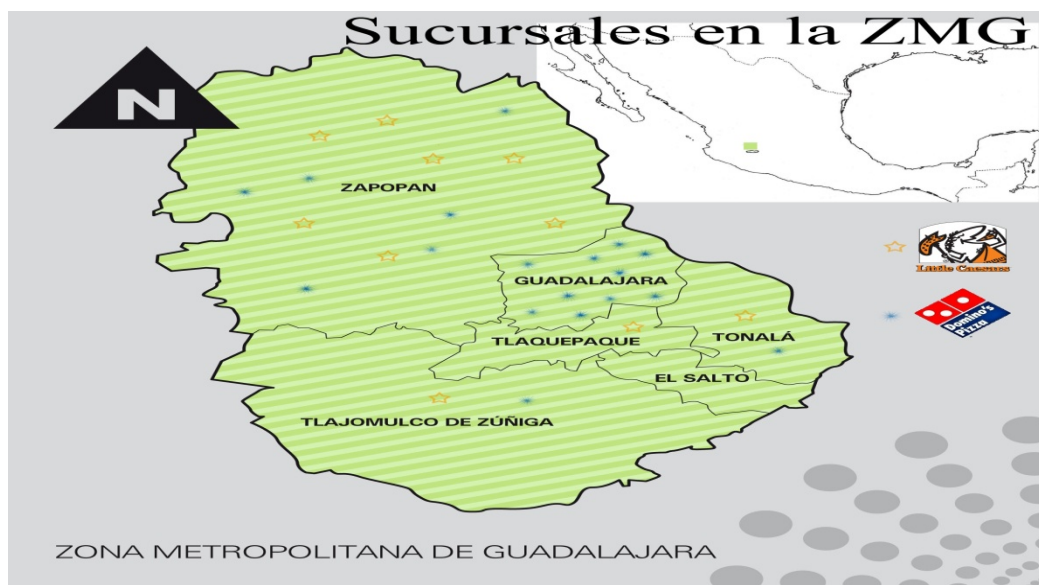 Sucursales en la ZMG
N
ZAPOPAN
GUADALAJARA
TLAQUEPAQUE
TONALÁ
EL SALTO
TLAJOMULCO DE ZÚÑIGA
Little Caesars
Domino's
Pizza
ZONA METROPOLITANA DE GUADALAJARA